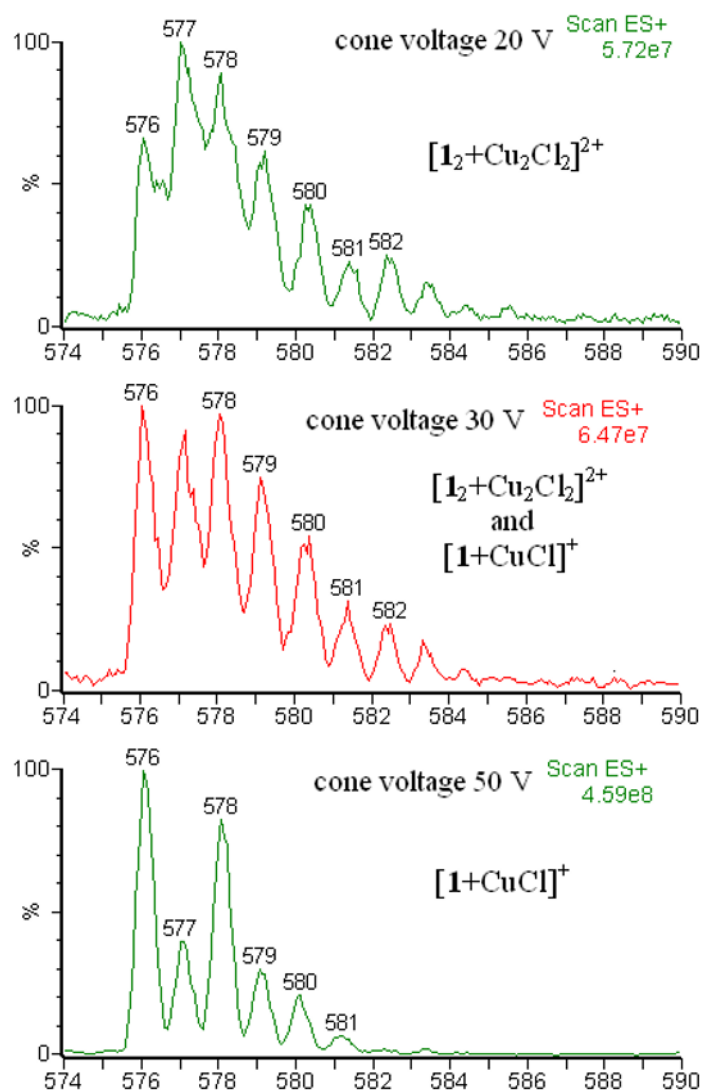 cone voltage 20 V
Scan ES+
5.72e7
[1₂+Cu₂Cl₂]²⁺
100
%
0
576
577
578
579
580
581
582
574 576 578 580 582 584 586 588 590
cone voltage 30 V
Scan ES+
6.47e7
[1₂+Cu₂Cl₂]²⁺
and
[1+CuCl]⁺
100
%
0
576
578
579
580
581
582
574 576 578 580 582 584 586 588 590
cone voltage 50 V
Scan ES+
4.59e8
[1+CuCl]⁺
100
%
0
576
577
578
579
580
581
574 576 578 580 582 584 586 588 590